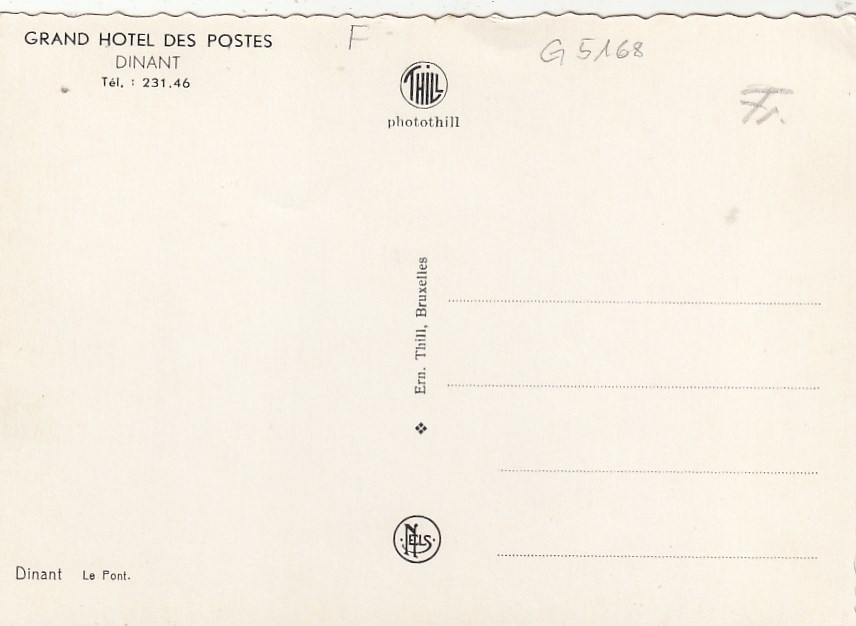 GRAND HOTEL DES POSTES
DINANT
Tél. : 231.46
F
G 5168
Fr.
THILL
photothill
Ern. Thill, Bruxelles
NELS
Dinant Le Pont.